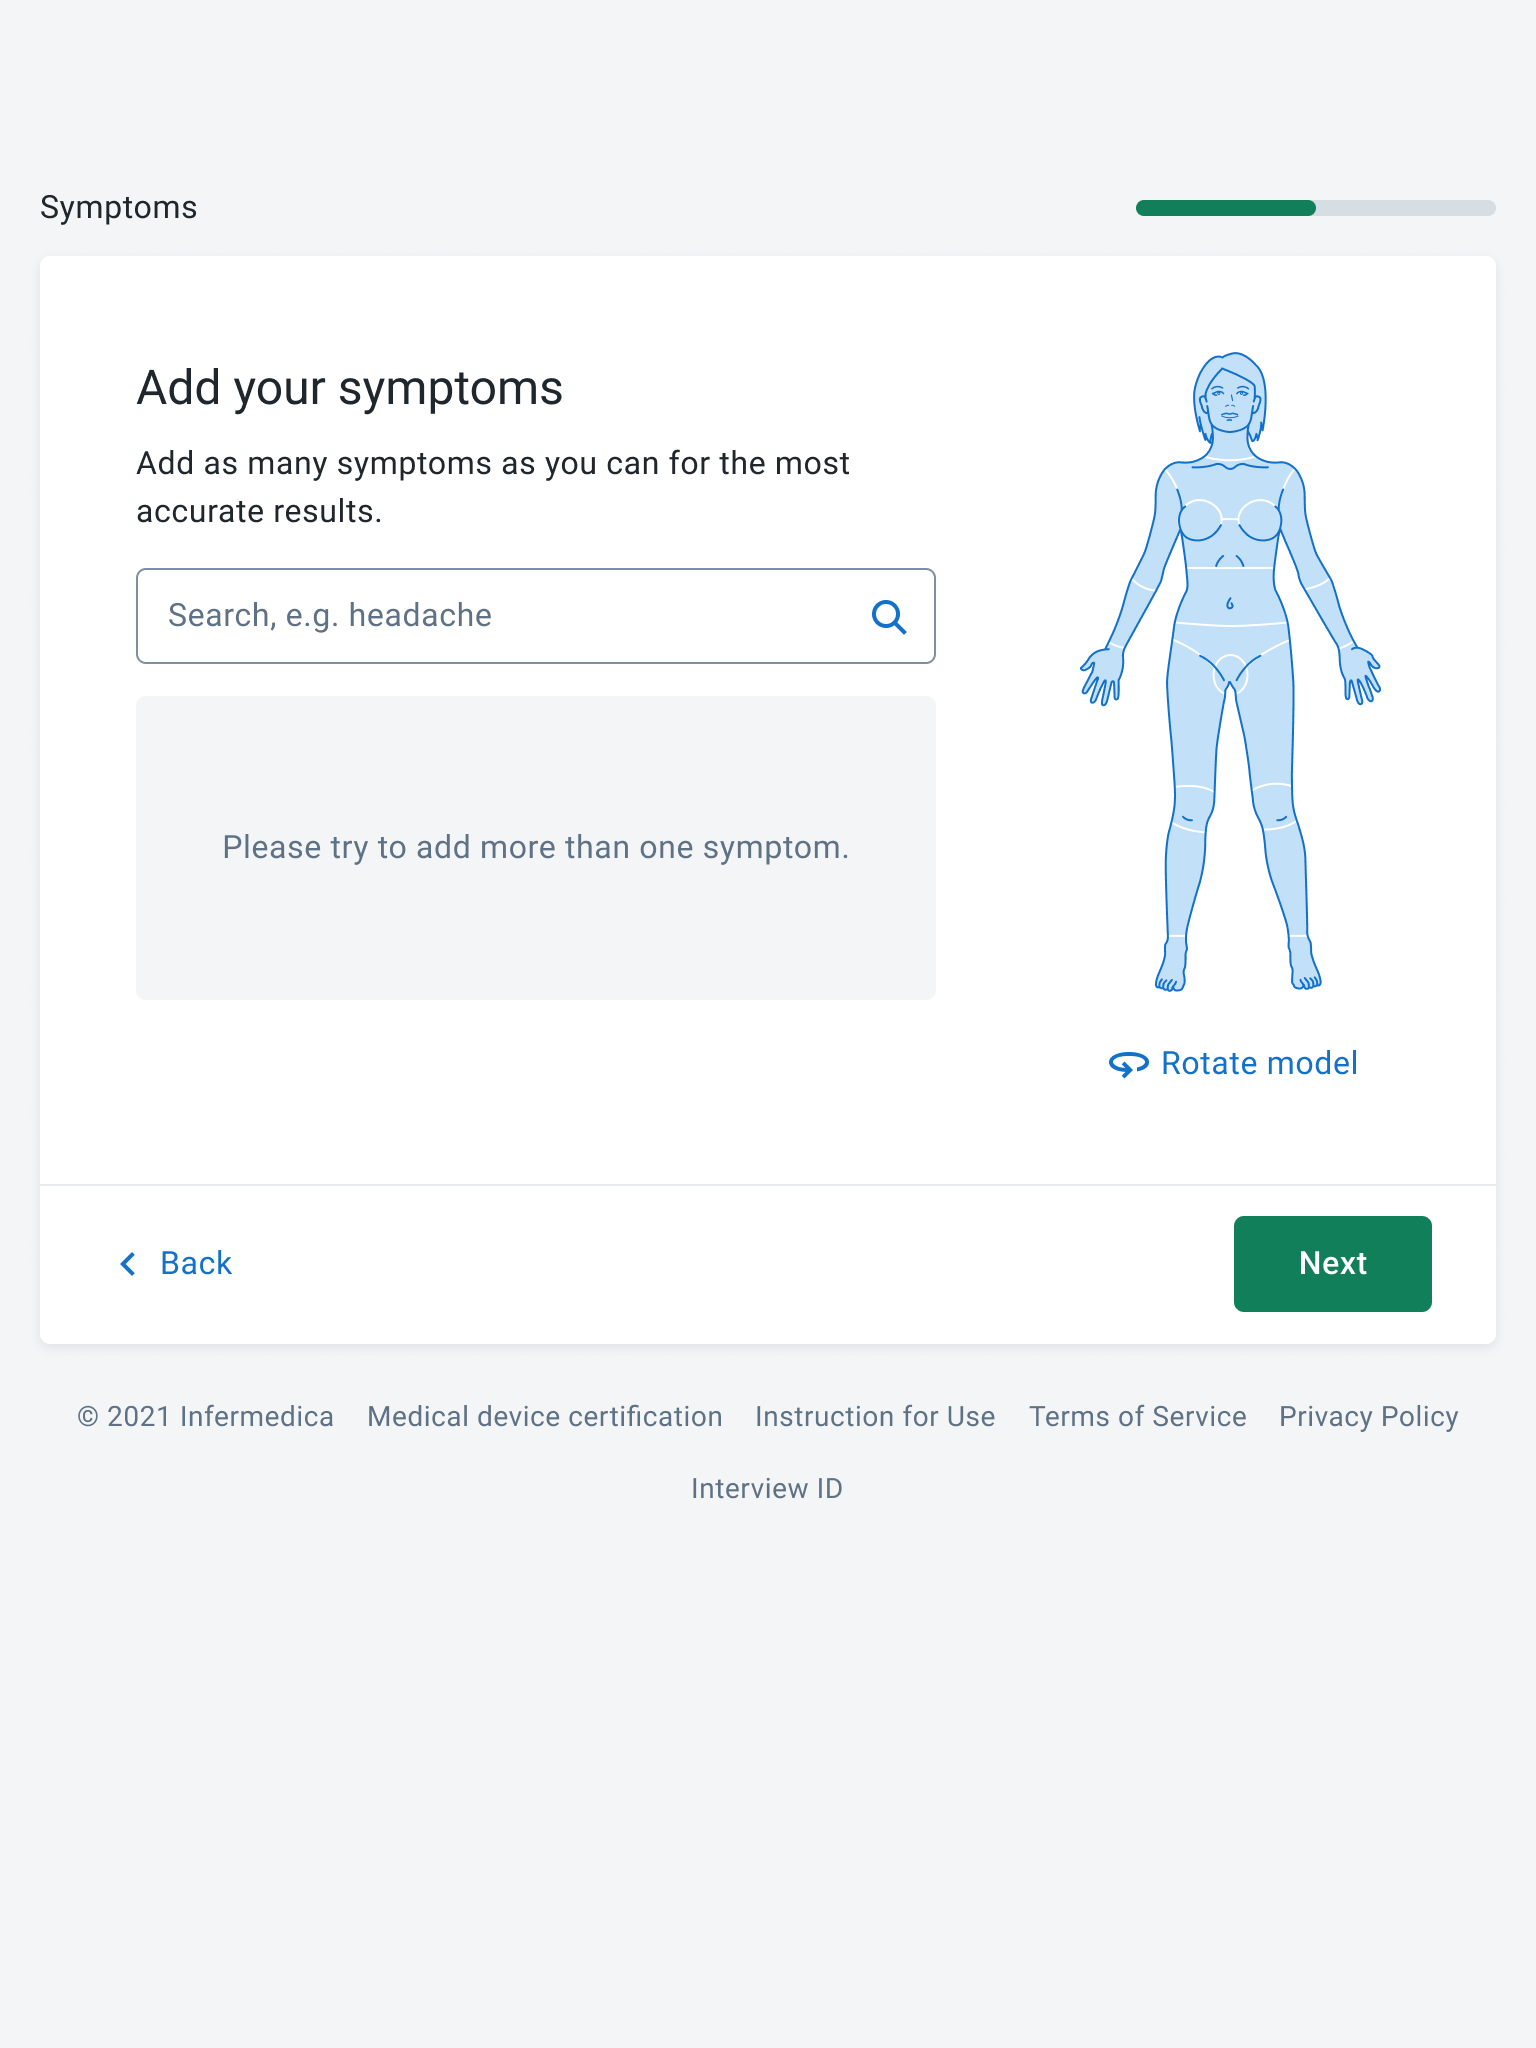 Symptoms
Add your symptoms
Add as many symptoms as you can for the most
accurate results.
Search, e.g. headache
Please try to add more than one symptom.
Rotate model
Back
Next
© 2021 Infermedica Medical device certification Instruction for Use Terms of Service Privacy Policy
Interview ID